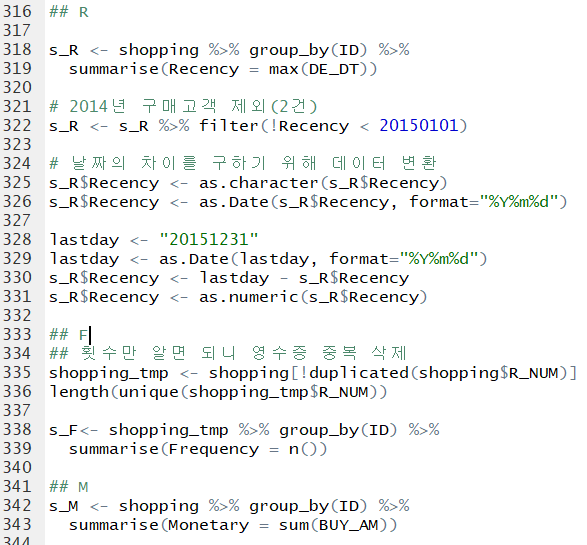 316 ## R
317
318 s_R <- shopping %>% group_by(ID) %>%
319   summarise(Recency = max(DE_DT))
320
321 # 2014년 구매고객 제외(2건)
322 s_R <- s_R %>% filter(!Recency < 20150101)
323
324 # 날짜의 차이를 구하기 위해 데이터 변환
325 s_R$Recency <- as.character(s_R$Recency)
326 s_R$Recency <- as.Date(s_R$Recency, format="%Y%m%d")
327
328 lastday <- "20151231"
329 lastday <- as.Date(lastday, format="%Y%m%d")
330 s_R$Recency <- lastday - s_R$Recency
331 s_R$Recency <- as.numeric(s_R$Recency)
332
333 ## F
334 ## 횟수만 알면 되니 영수증 중복 삭제
335 shopping_tmp <- shopping[!duplicated(shopping$R_NUM)]
336 length(unique(shopping_tmp$R_NUM))
337
338 s_F<- shopping_tmp %>% group_by(ID) %>%
339   summarise(Frequency = n())
340
341 ## M
342 s_M <- shopping %>% group_by(ID) %>%
343   summarise(Monetary = sum(BUY_AM))
344